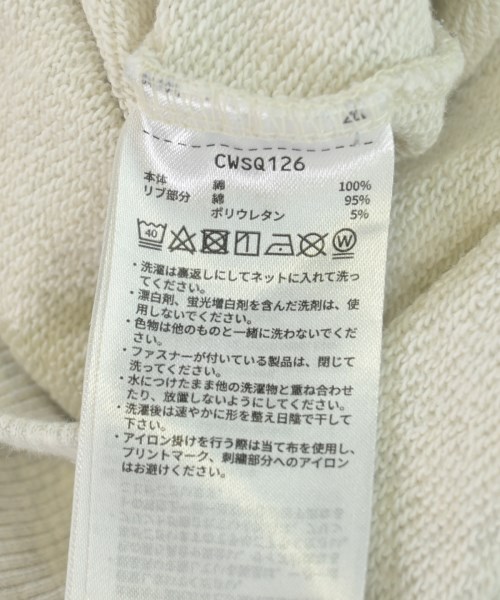 CWSQ126
本体 綿 100%
リブ部分 綿 95%
ポリウレタン 5%
40 W
・洗濯は裏返しにしてネットに入れて洗っ
てください。
・漂白剤、蛍光増白剤を含んだ洗剤は、使
用しないでください。
・色物は他のものと一緒に洗わないでくだ
さい。
・ファスナーが付いている製品は、閉じて
洗ってください。
・水につけたまま他の洗濯物と重ね合わせ
たり、放置しないようにしてください。
・洗濯後は速やかに形を整え日陰で干して
下さい。
・アイロン掛けを行う際は当て布を使用し、
プリントマーク、刺繍部分へのアイロン
はお避けください。